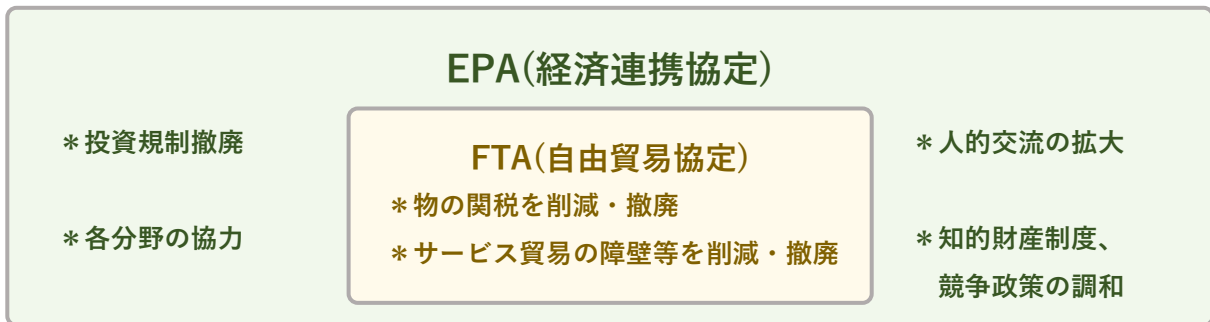 EPA(経済連携協定)
＊投資規制撤廃
＊各分野の協力
FTA(自由貿易協定)
＊物の関税を削減・撤廃
＊サービス貿易の障壁等を削減・撤廃
＊人的交流の拡大
＊知的財産制度、
競争政策の調和